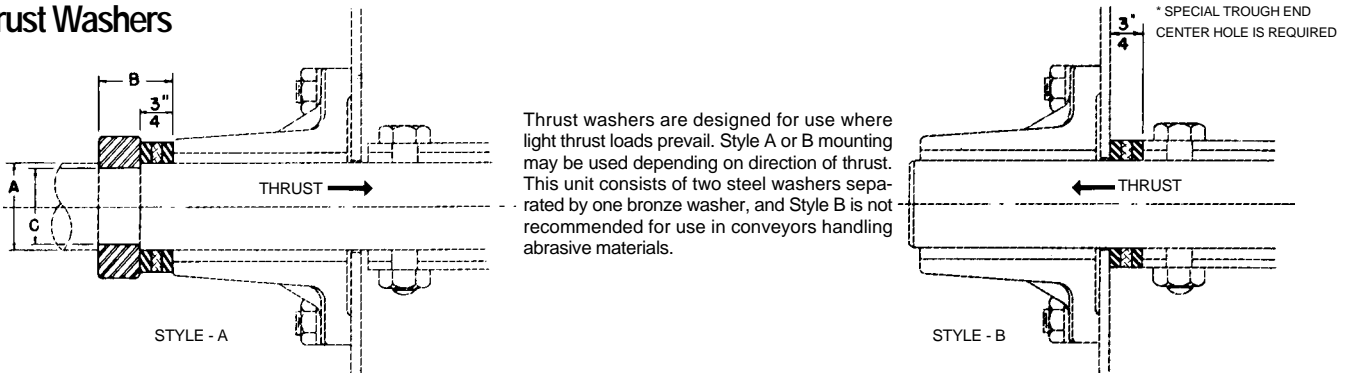 rust Washers
B
3"
4
A
C
THRUST
STYLE - A
Thrust washers are designed for use where
light thrust loads prevail. Style A or B mounting
may be used depending on direction of thrust.
This unit consists of two steel washers sepa-
rated by one bronze washer, and Style B is not
recommended for use in conveyors handling
abrasive materials.
* SPECIAL TROUGH END
CENTER HOLE IS REQUIRED
3"
4
THRUST
STYLE - B